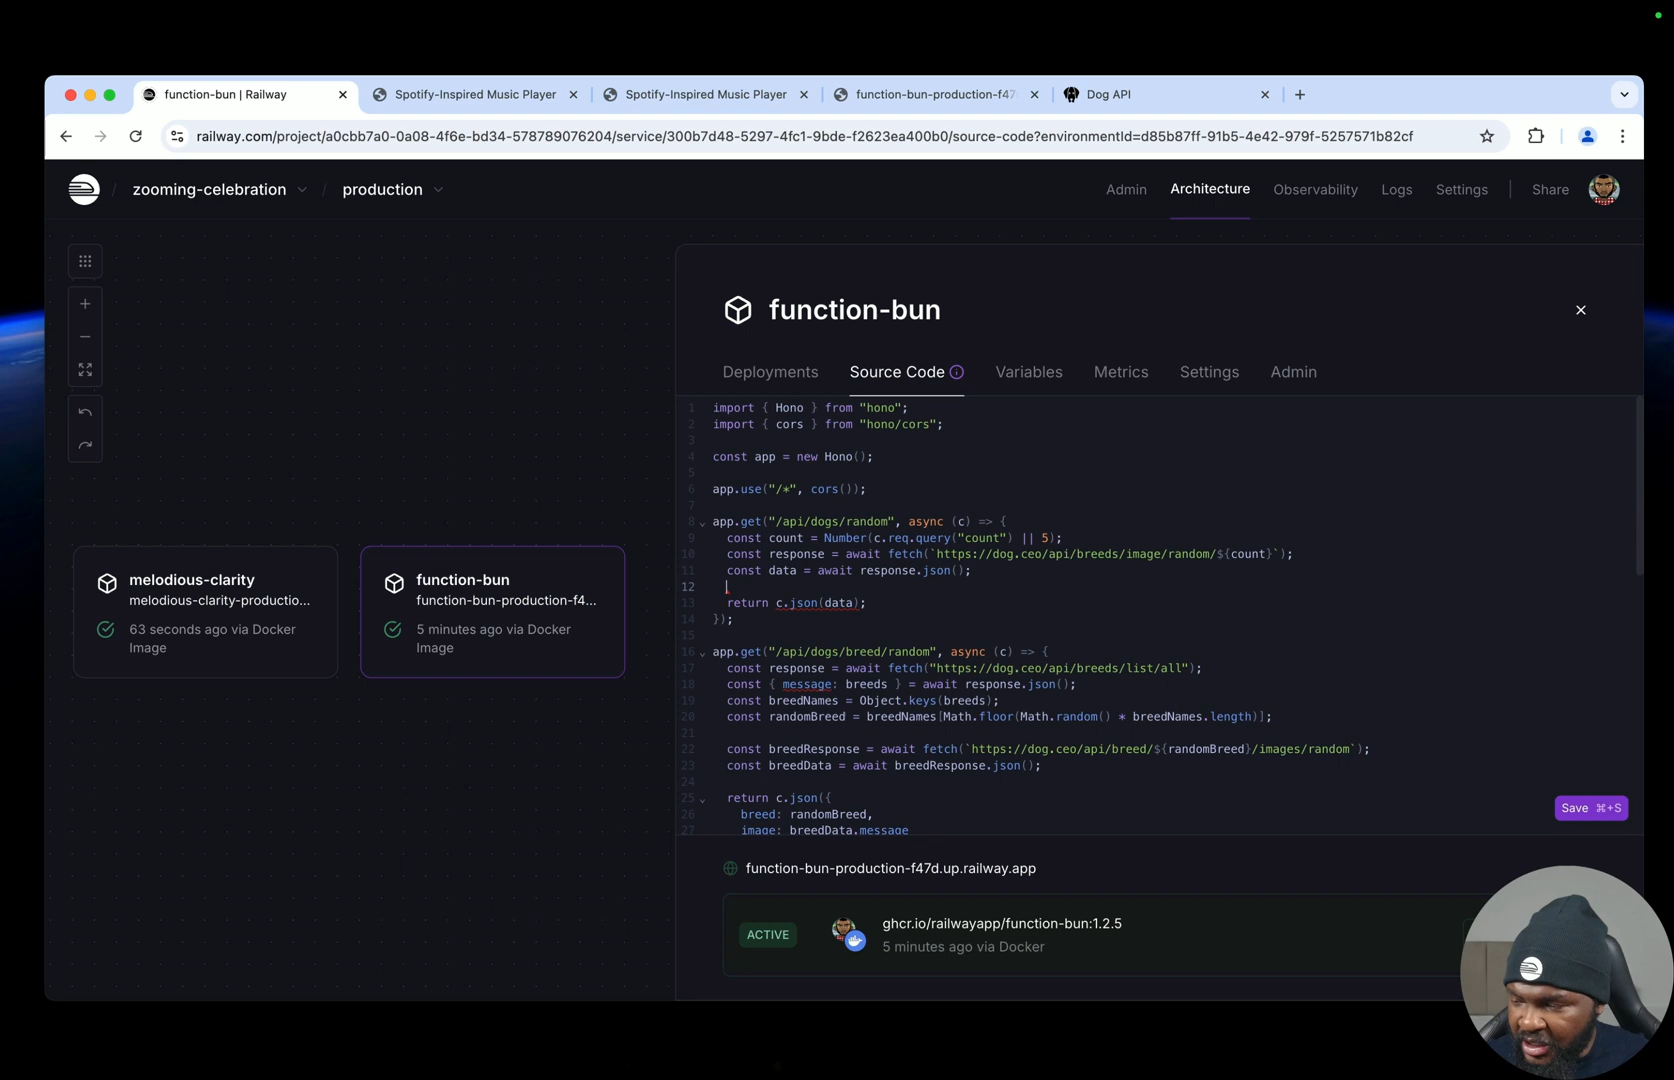 function-bun | Railway
Spotify-Inspired Music Player
Spotify-Inspired Music Player
function-bun-production-f47
Dog API
railway.com/project/a0cbb7a0-0a08-4f6e-bd34-578789076204/service/300b7d48-5297-4fc1-9bde-f2623ea400b0/source-code?environmentId=d85b87ff-91b5-4e42-979f-5257571b82cf
/ zooming-celebration / production
Admin Architecture Observability Logs Settings | Share
function-bun
Deployments Source Code Variables Metrics Settings Admin
1 import { Hono } from "hono";
2 import { cors } from "hono/cors";
3
4 const app = new Hono();
5
6 app.use("/*", cors());
7
8 app.get("/api/dogs/random", async (c) => {
9 const count = Number(c.req.query("count") || 5);
10 const response = await fetch(`https://dog.ceo/api/breeds/image/random/${count}`);
11 const data = await response.json();
12
13 return c.json(data);
14 });
15
16 app.get("/api/dogs/breed/random", async (c) => {
17 const response = await fetch("https://dog.ceo/api/breeds/list/all");
18 const { message: breeds } = await response.json();
19 const breedNames = Object.keys(breeds);
20 const randomBreed = breedNames[Math.floor(Math.random() * breedNames.length)];
21
22 const breedResponse = await fetch(`https://dog.ceo/api/breed/${randomBreed}/images/random`);
23 const breedData = await breedResponse.json();
24
25 return c.json({
26 breed: randomBreed,
27 image: breedData.message
Save ⌘+S
melodious-clarity
melodious-clarity-productio...
63 seconds ago via Docker
Image
function-bun
function-bun-production-f4...
5 minutes ago via Docker
Image
function-bun-production-f47d.up.railway.app
ACTIVE
ghcr.io/railwayapp/function-bun:1.2.5
5 minutes ago via Docker